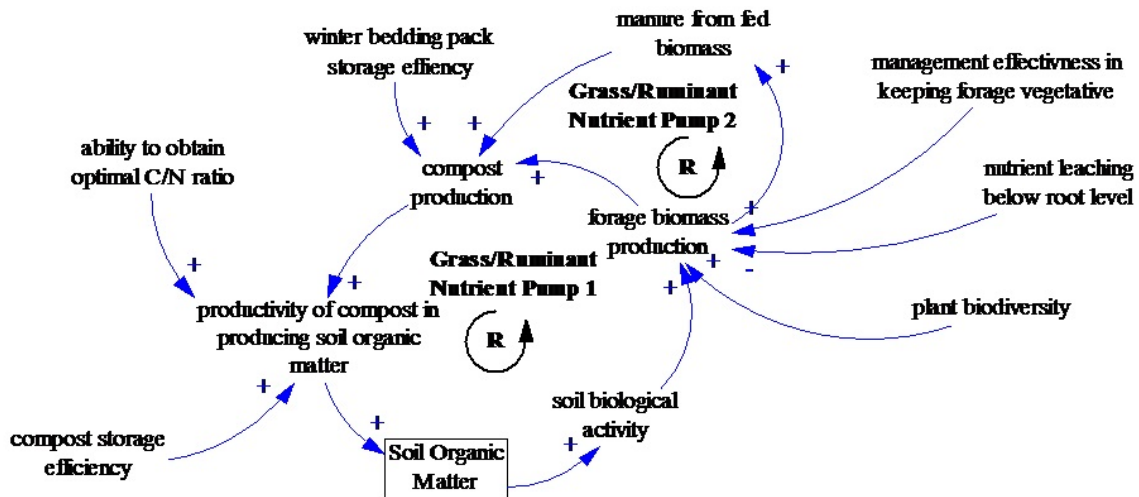 winter bedding pack
storage effiency
manure from fed
biomass
management effectivness in
keeping forage vegetative
Grass/Ruminant
Nutrient Pump 2
R
ability to obtain
optimal C/N ratio
compost
production
nutrient leaching
below root level
forage biomass
production
Grass/Ruminant
Nutrient Pump 1
R
productivity of compost in
producing soil organic
matter
plant biodiversity
soil biological
activity
compost storage
efficiency
Soil Organic
Matter
+
+
+
+
+
+
+
+
+
+
+
+
-